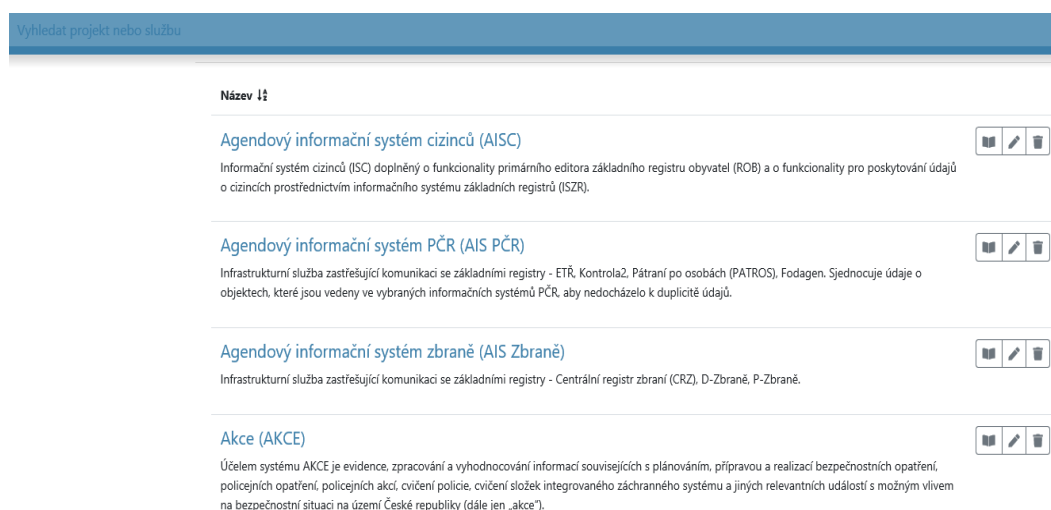 Vyhledat projekt nebo službu
Název
Agendový informační systém cizinců (AISC)
Informační systém cizinců (ISC) doplněný o funkcionality primárního editora základního registru obyvatel (ROB) a o funkcionality pro poskytování údajů
o cizincích prostřednictvím informačního systému základních registrů (ISZR).
Agendový informační systém PČR (AIS PČR)
Infrastrukturní služba zastřešující komunikaci se základními registry - ETŘ, Kontrola2, Pátraní po osobách (PATROS), Fodagen. Sjednocuje údaje o
objektech, které jsou vedeny ve vybraných informačních systémů PČR, aby nedocházelo k duplicitě údajů.
Agendový informační systém zbraně (AIS Zbraně)
Infrastrukturní služba zastřešující komunikaci se základními registry - Centrální registr zbraní (CRZ), D-Zbraně, P-Zbraně.
Akce (AKCE)
Účelem systému AKCE je evidence, zpracování a vyhodnocování informací souvisejících s plánováním, přípravou a realizací bezpečnostních opatření,
policejních opatření, policejních akcí, cvičení policie, cvičení složek integrovaného záchranného systému a jiných relevantních událostí s možným vlivem
na bezpečnostní situaci na území České republiky (dále jen „akce“).